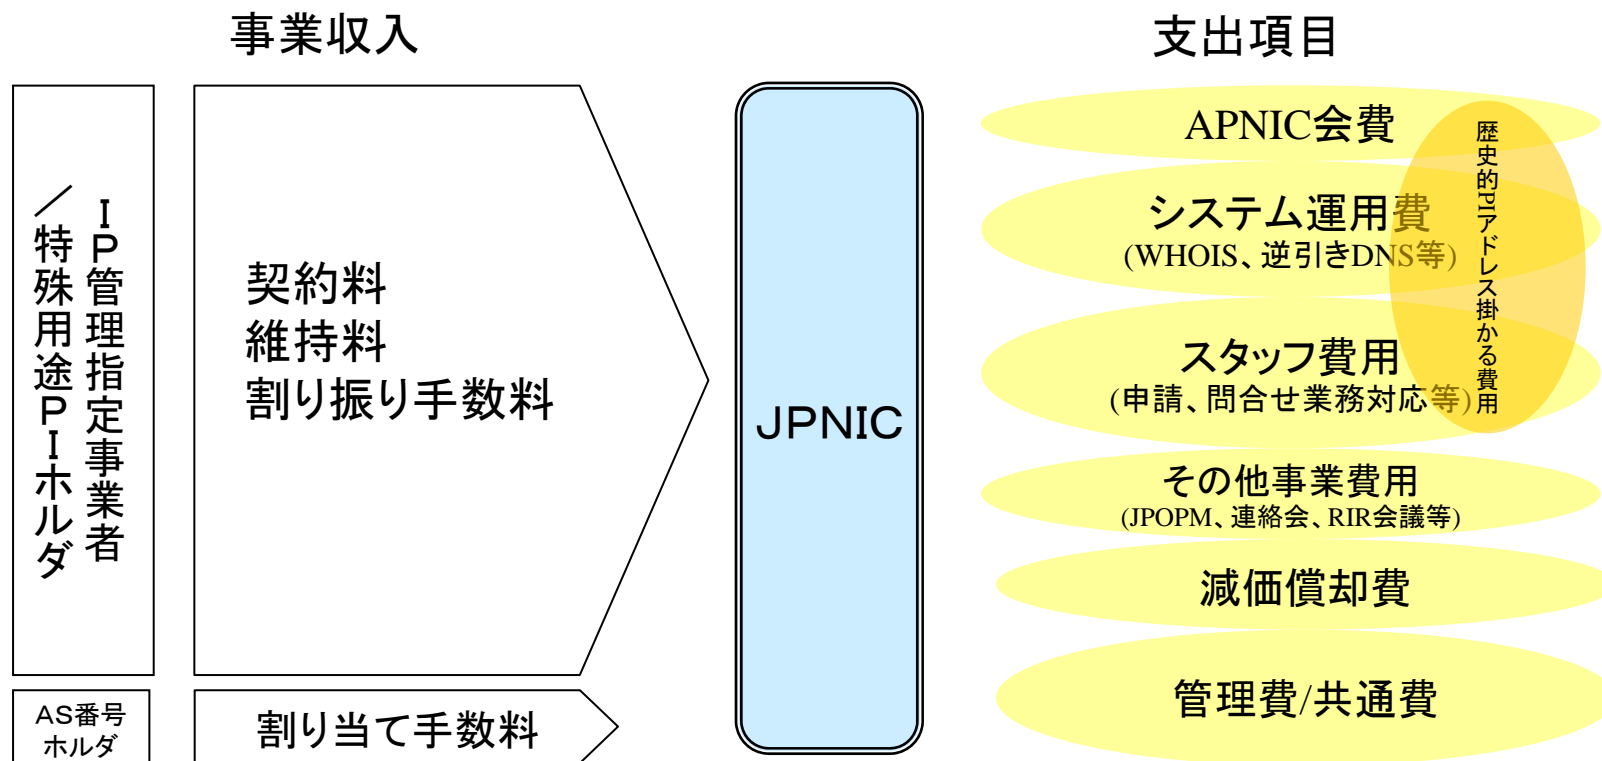 事業収入
支出項目
ＩＰ管理指定事業者
／特殊用途ＰＩホルダ
契約料
維持料
割り振り手数料
AS番号
ホルダ
割り当て手数料
ＪＰＮＩＣ
APNIC会費
システム運用費
(WHOIS、逆引きDNS等)
スタッフ費用
(申請、問合せ業務対応等)
その他事業費用
(JPOPM、連絡会、RIR会議等)
減価償却費
管理費/共通費
歴史的PIアドレス掛かる費用